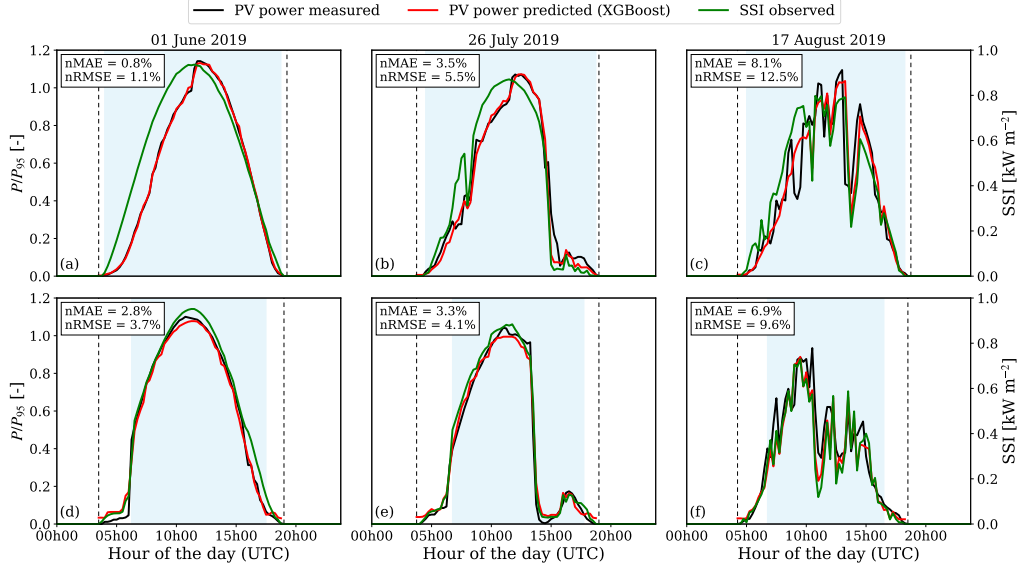 PV power measured PV power predicted (XGBoost) SSI observed
01 June 2019 26 July 2019 17 August 2019
nMAE = 0.8%
nRMSE = 1.1%
nMAE = 3.5%
nRMSE = 5.5%
nMAE = 8.1%
nRMSE = 12.5%
1.2
1.0
0.8
0.6
0.4
0.2
0.0
P/P95 [-]
(a)
(b)
(c)
1.0
0.8
0.6
0.4
0.2
0.0
SSI [kW m−2]
nMAE = 2.8%
nRMSE = 3.7%
nMAE = 3.3%
nRMSE = 4.1%
nMAE = 6.9%
nRMSE = 9.6%
1.2
1.0
0.8
0.6
0.4
0.2
0.0
P/P95 [-]
(d)
(e)
(f)
1.0
0.8
0.6
0.4
0.2
0.0
SSI [kW m−2]
00h00 05h00 10h00 15h00 20h00 00h00 05h00 10h00 15h00 20h00 00h00 05h00 10h00 15h00 20h00
Hour of the day (UTC) Hour of the day (UTC) Hour of the day (UTC)